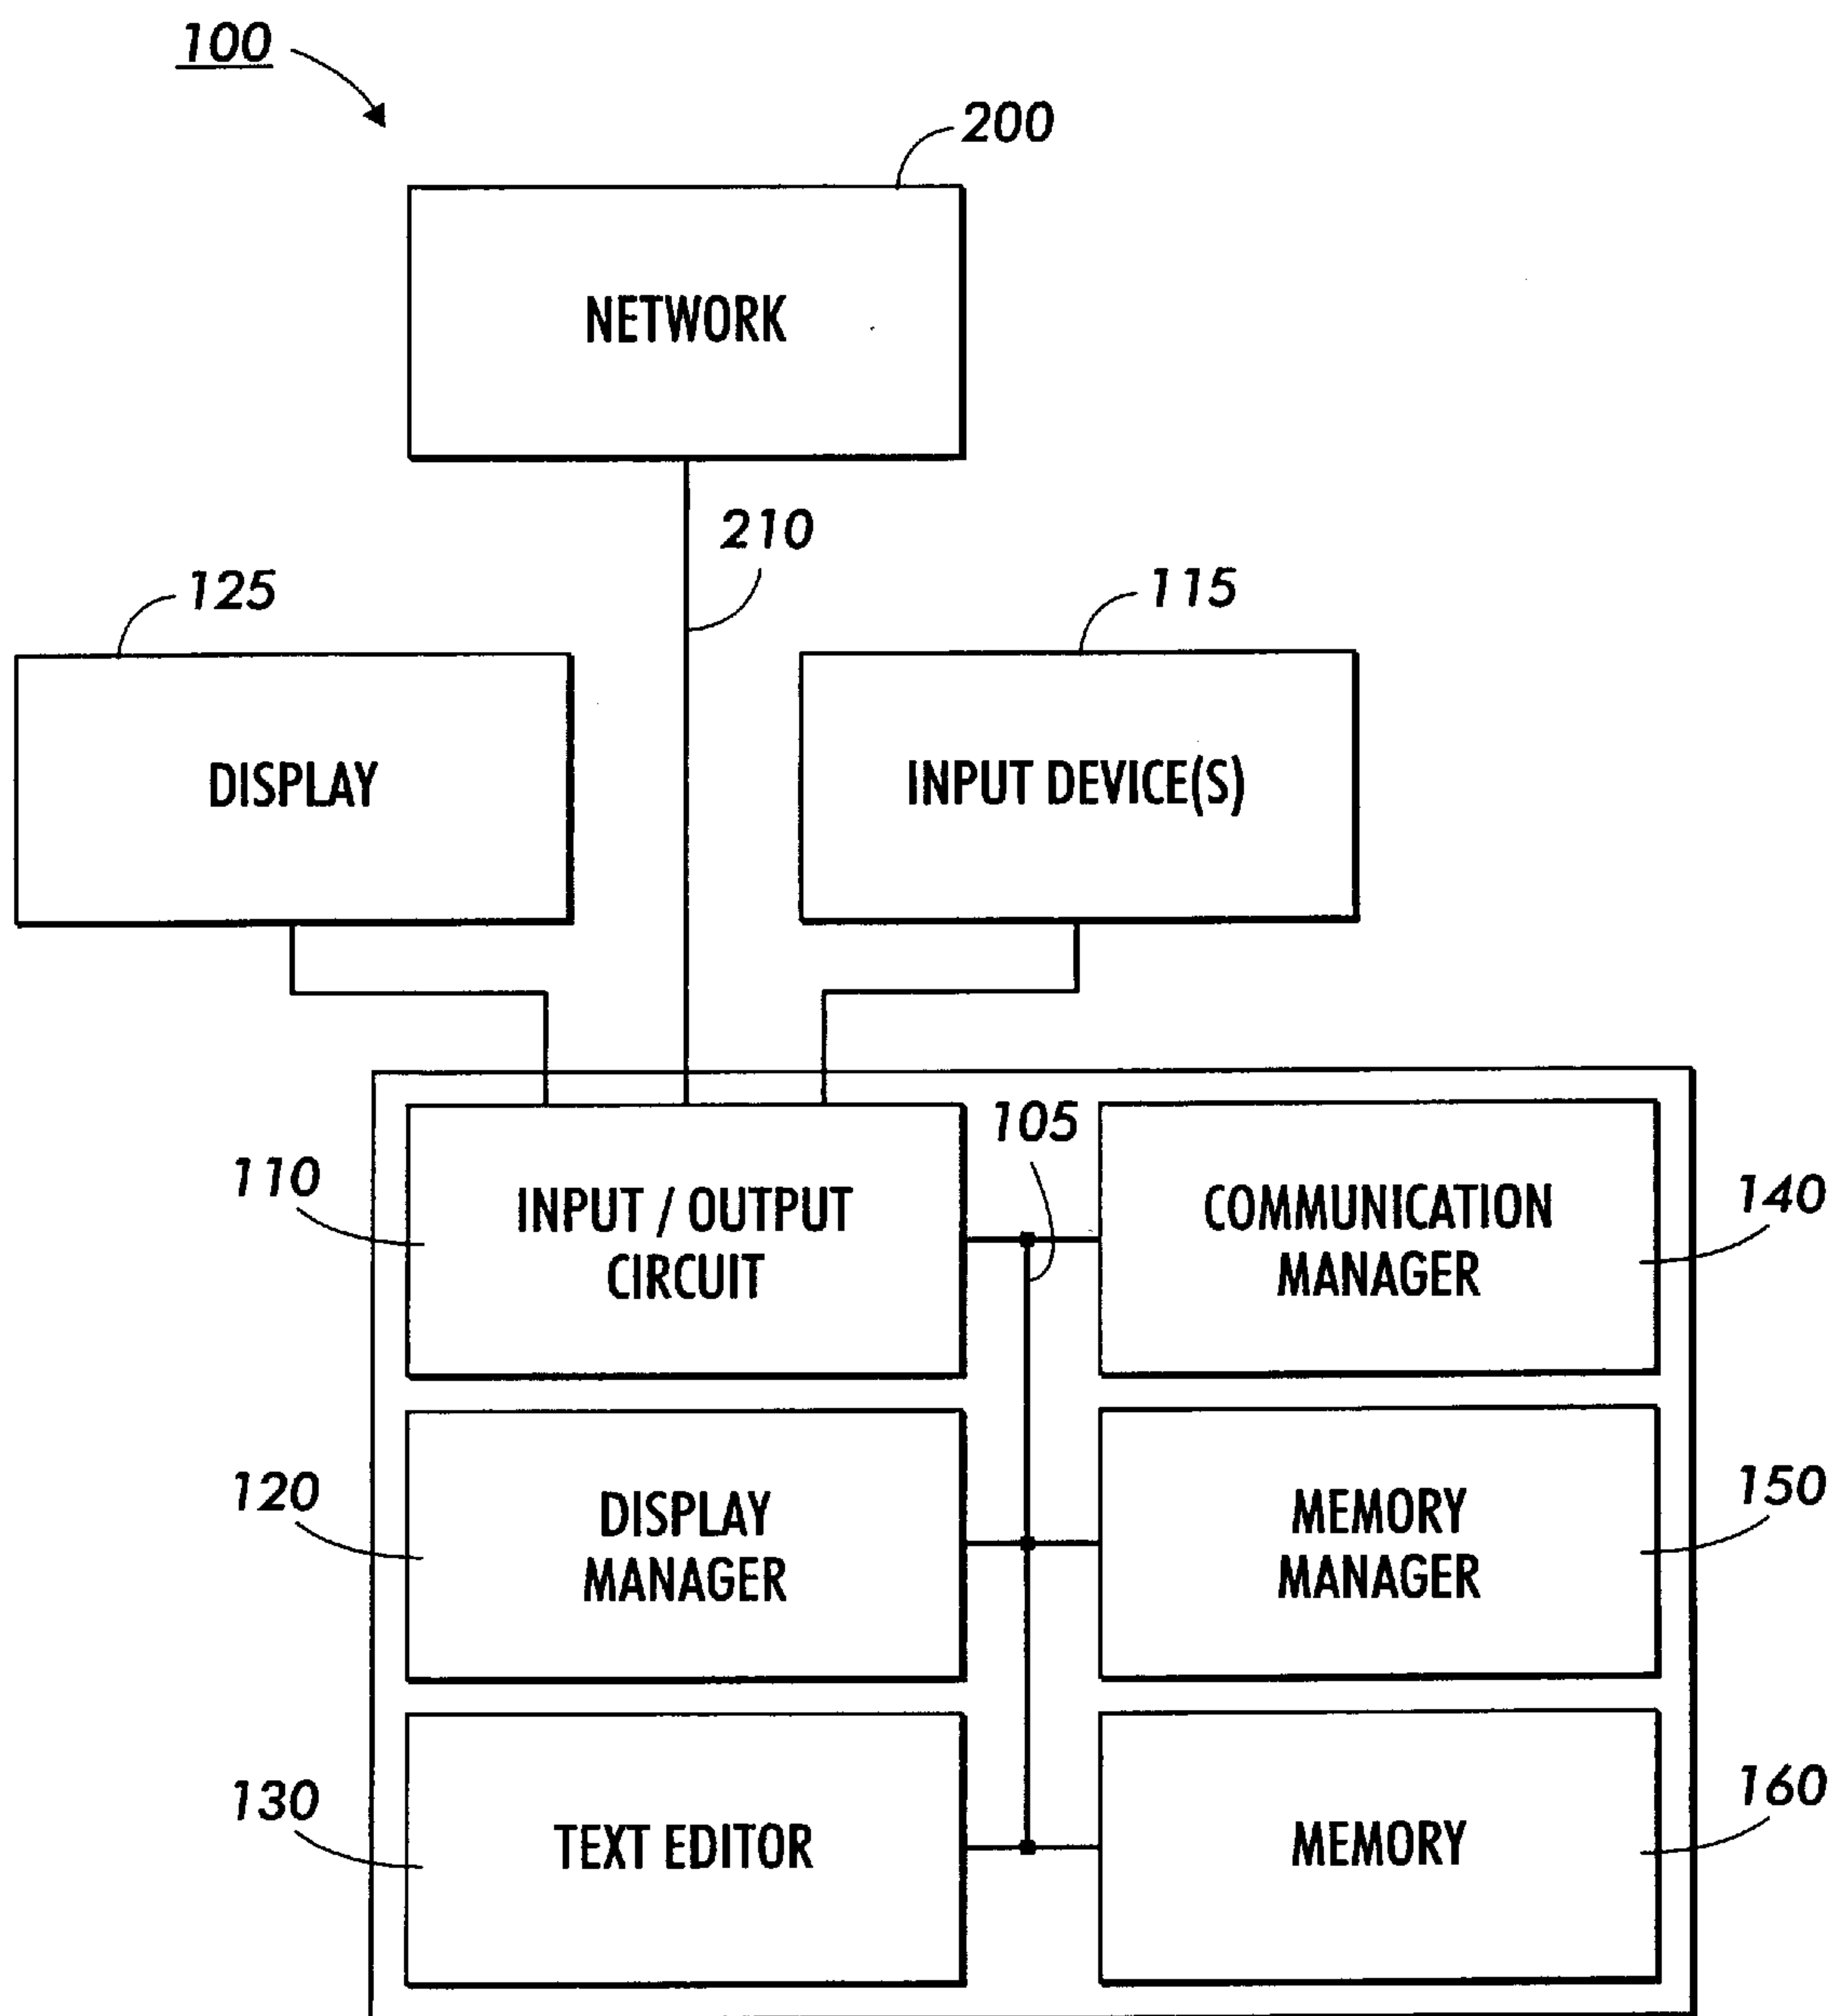 100
200
NETWORK
210
125
115
DISPLAY
INPUT DEVICE(S)
105
110
INPUT / OUTPUT
CIRCUIT
COMMUNICATION
MANAGER
140
120
DISPLAY
MANAGER
MEMORY
MANAGER
150
130
TEXT EDITOR
MEMORY
160